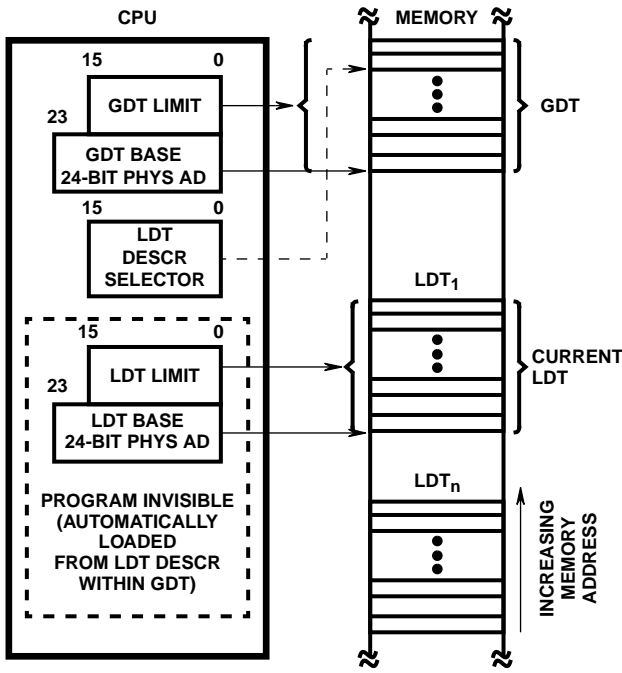 CPU
MEMORY
15 0
GDT LIMIT
23
GDT BASE
24-BIT PHYS AD
GDT
15 0
LDT
DESCR
SELECTOR
LDT1
15 0
LDT LIMIT
23
LDT BASE
24-BIT PHYS AD
CURRENT
LDT
PROGRAM INVISIBLE
(AUTOMATICALLY
LOADED
FROM LDT DESCR
WITHIN GDT)
LDTn
INCREASING
MEMORY
ADDRESS